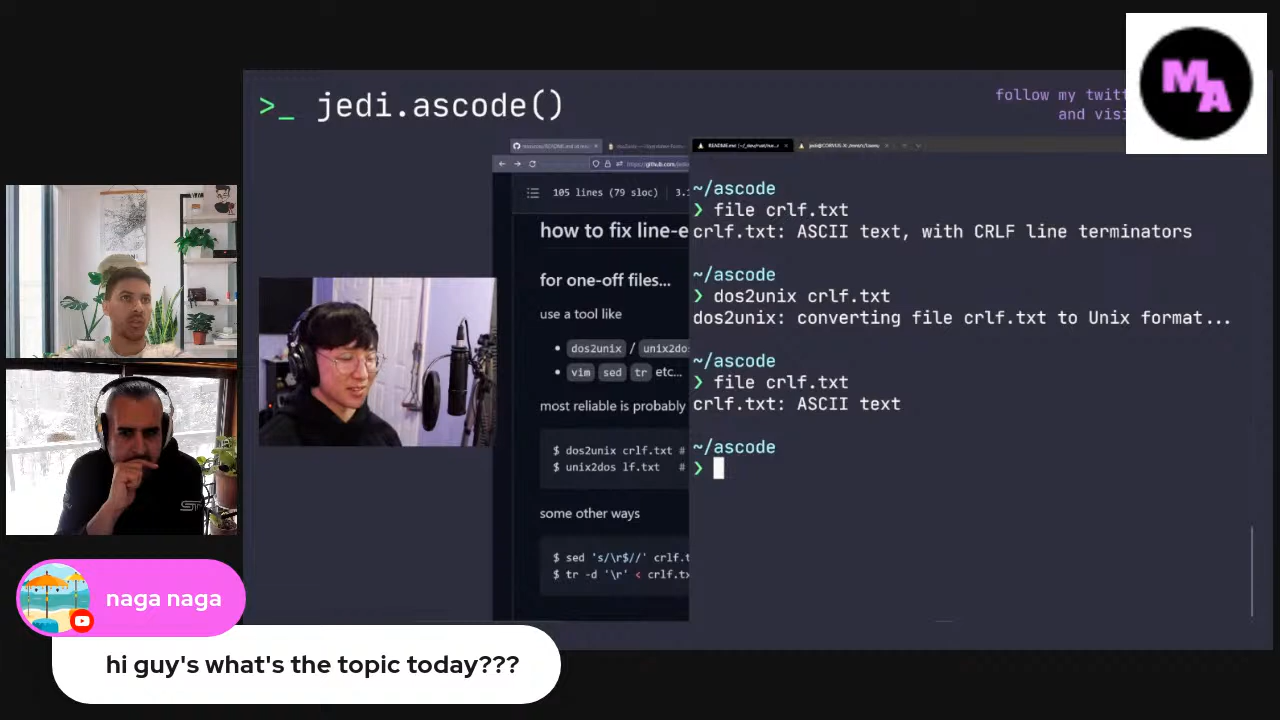 >_ jedi.ascode()
follow my twitt
and visi
MA
105 lines (79 sloc) 3.
how to fix line-e
for one-off files...
use a tool like
• dos2unix / unix2do
• vim sed tr etc...
most reliable is probably
$ dos2unix crlf.txt #
$ unix2dos lf.txt #
some other ways
$ sed 's/\r$//' crlf.t
$ tr -d '\r' < crlf.tx
~/ascode
❯ file crlf.txt
crlf.txt: ASCII text, with CRLF line terminators
~/ascode
❯ dos2unix crlf.txt
dos2unix: converting file crlf.txt to Unix format...
~/ascode
❯ file crlf.txt
crlf.txt: ASCII text
~/ascode
❯
ST
naga naga
hi guy's what's the topic today???